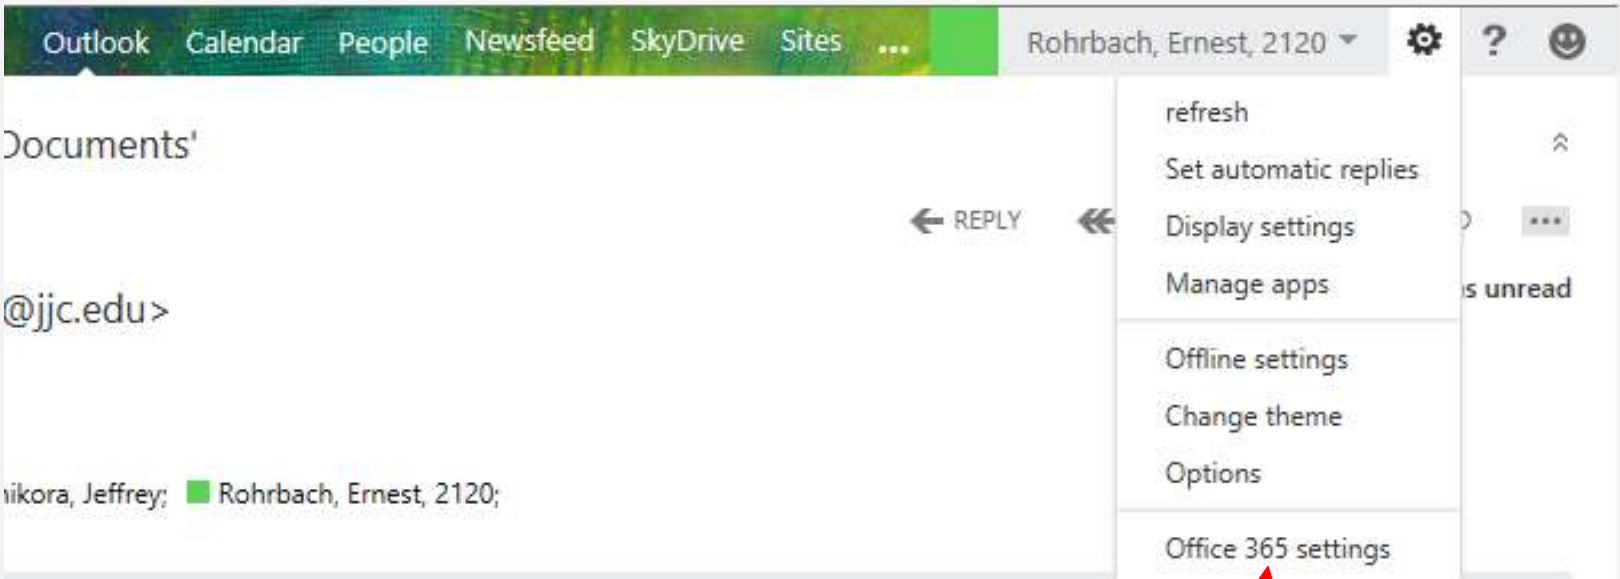 Outlook Calendar People Newsfeed SkyDrive Sites ... Rohrbach, Ernest, 2120 ?
refresh
Documents'
Set automatic replies
REPLY
Display settings
Manage apps
unread
@jjc.edu>
Offline settings
Change theme
Options
Jeffrey; Rohrbach, Ernest, 2120;
Office 365 settings